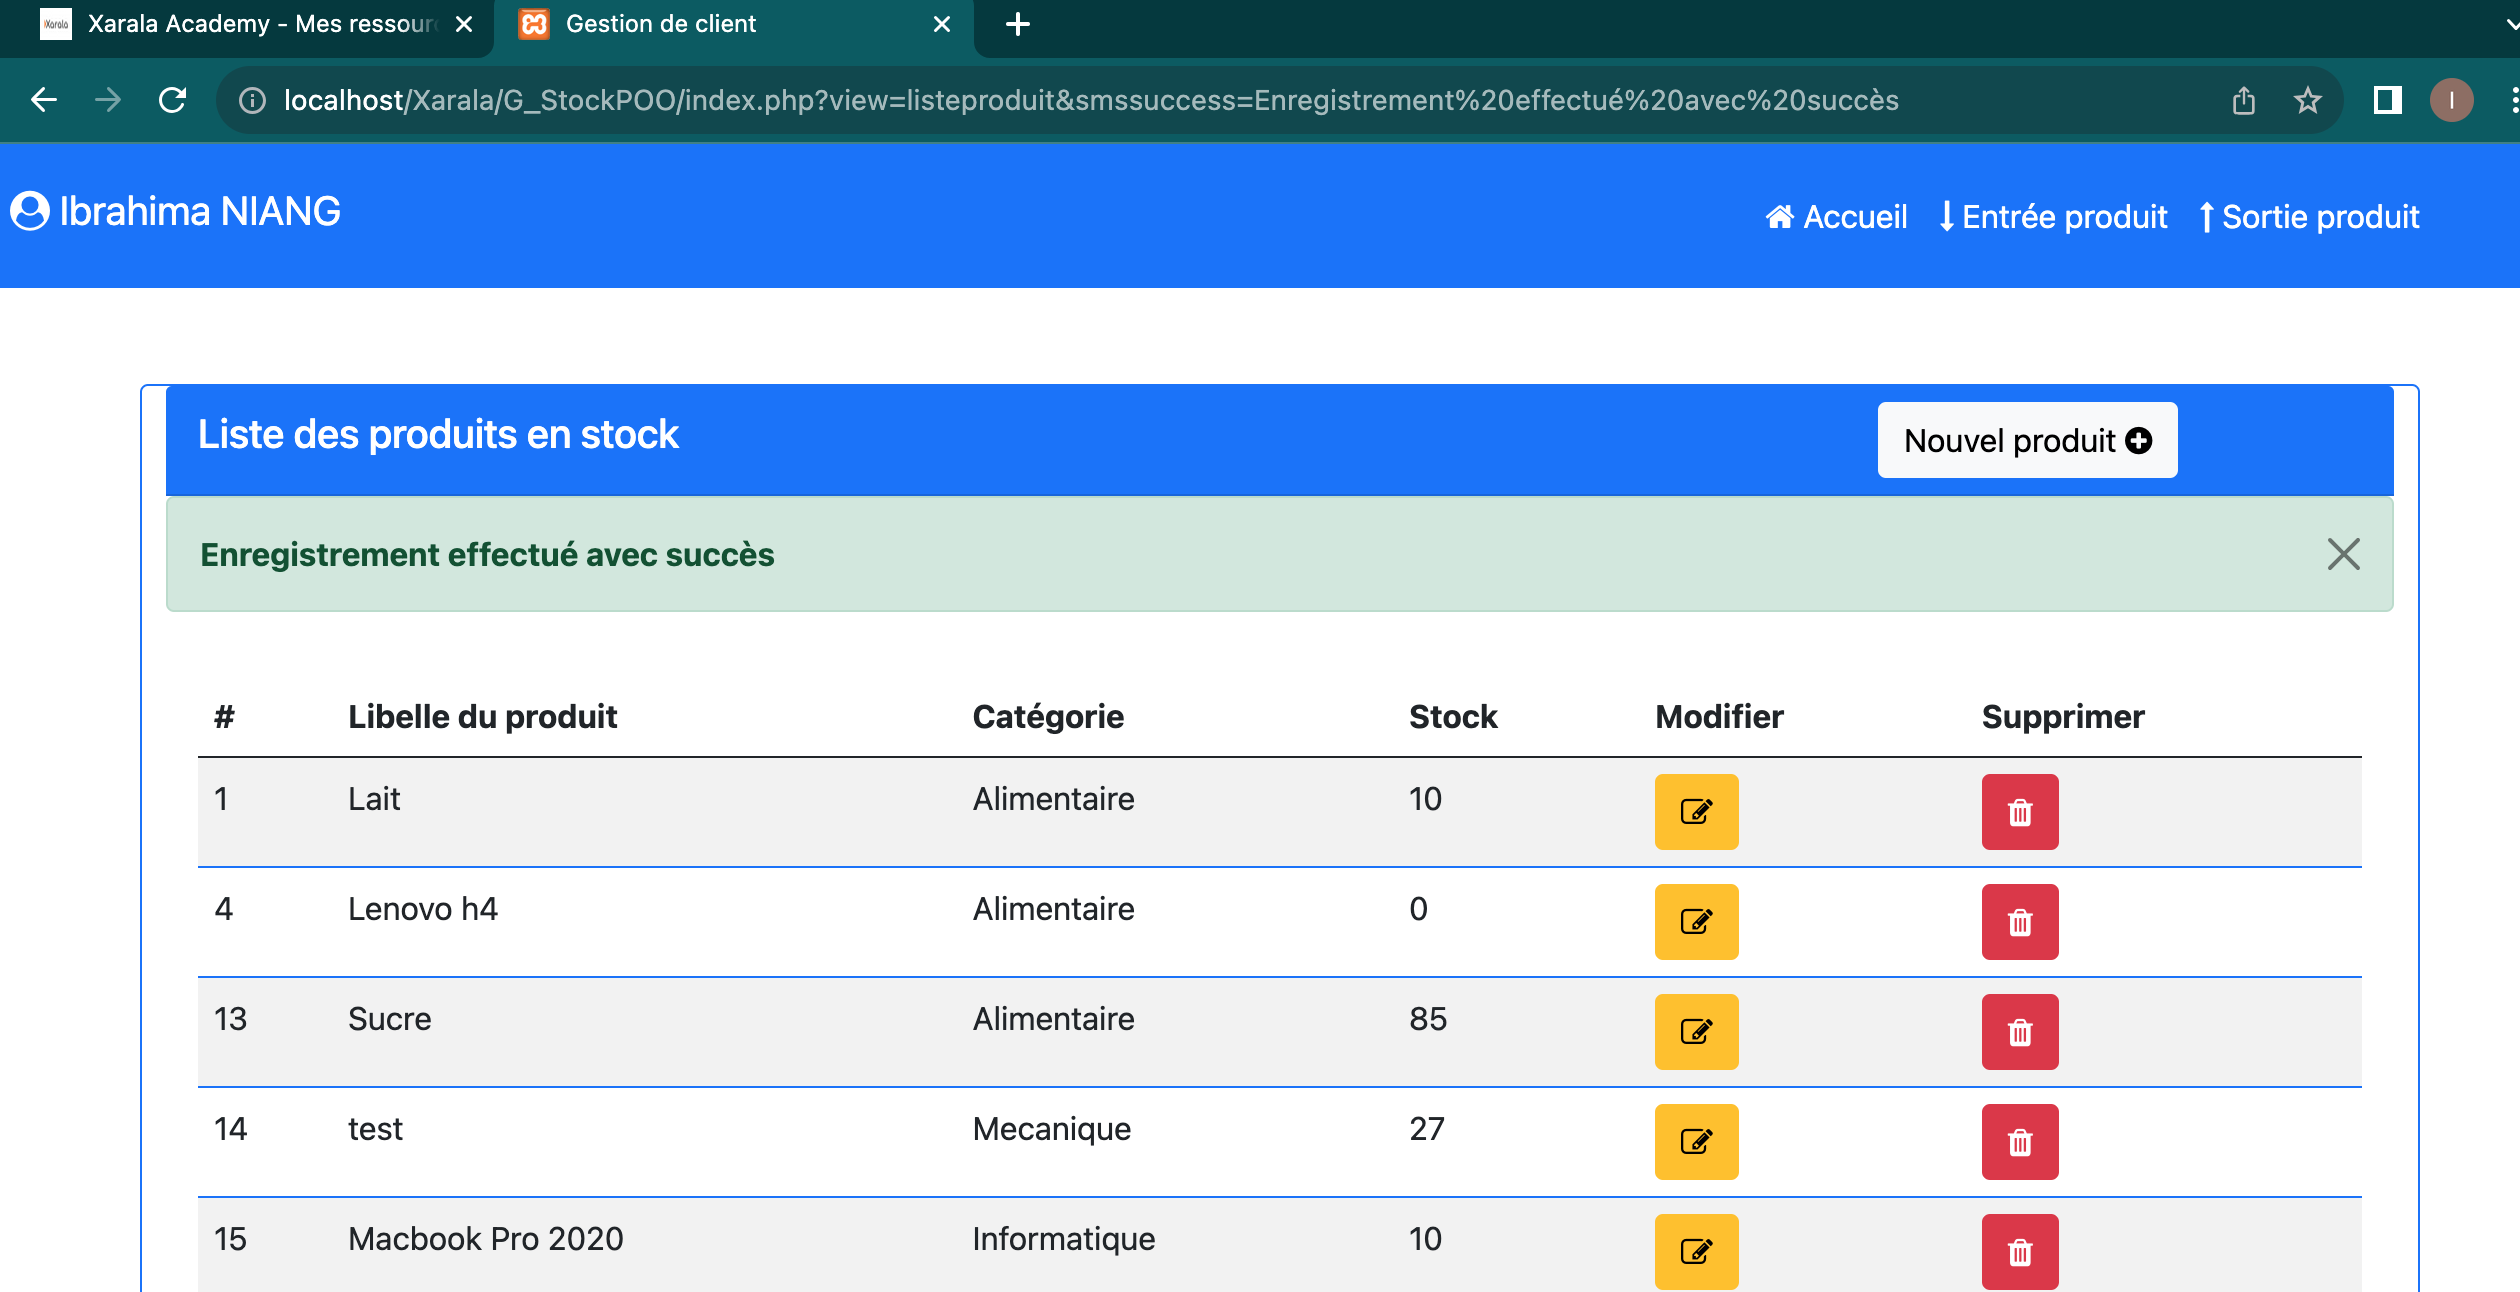 Xarala Academy - Mes ressour
Gestion de client
localhost/Xarala/G_StockPOO/index.php?view=listeproduit&smssuccess=Enregistrement%20effectué%20avec%20succès
I
Ibrahima NIANG
Accueil Entrée produit Sortie produit
Liste des produits en stock
Nouvel produit
Enregistrement effectué avec succès
# Libelle du produit Catégorie Stock Modifier Supprimer
1 Lait Alimentaire 10
4 Lenovo h4 Alimentaire 0
13 Sucre Alimentaire 85
14 test Mecanique 27
15 Macbook Pro 2020 Informatique 10